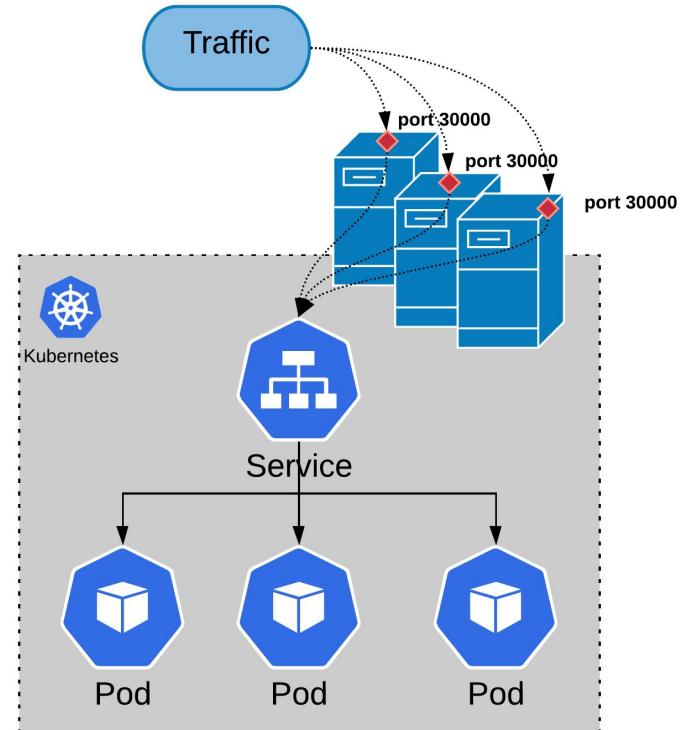 Traffic
port 30000
port 30000
port 30000
Kubernetes
Service
Pod
Pod
Pod